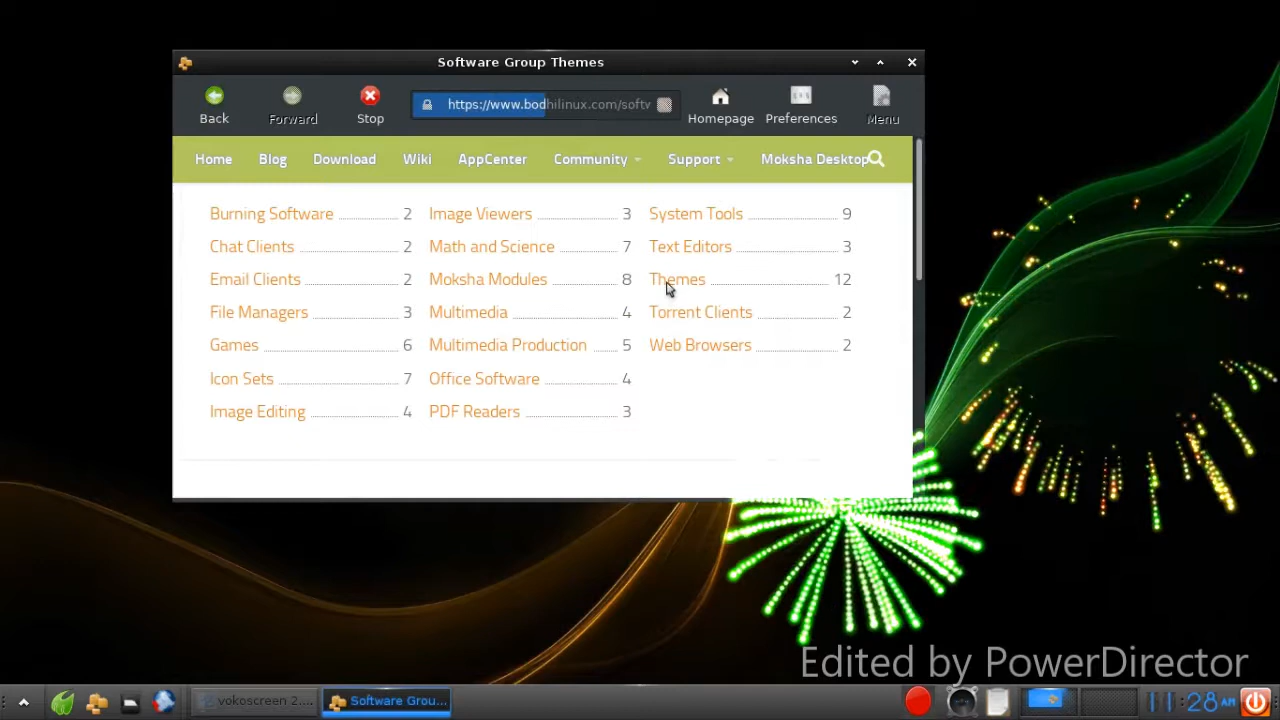 Software Group Themes
Back
Forward
Stop
https://www.bodhilinux.com/softv
Homepage
Preferences
Menu
Home Blog Download Wiki AppCenter Community Support Moksha Desktop
Burning Software 2
Chat Clients 2
Email Clients 2
File Managers 3
Games 6
Icon Sets 7
Image Editing 4
Image Viewers 3
Math and Science 7
Moksha Modules 8
Multimedia 4
Multimedia Production 5
Office Software 4
PDF Readers 3
System Tools 9
Text Editors 3
Themes 12
Torrent Clients 2
Web Browsers 2
Edited by PowerDirector
vokoscreen 2....
Software Grou...
11:28 AM